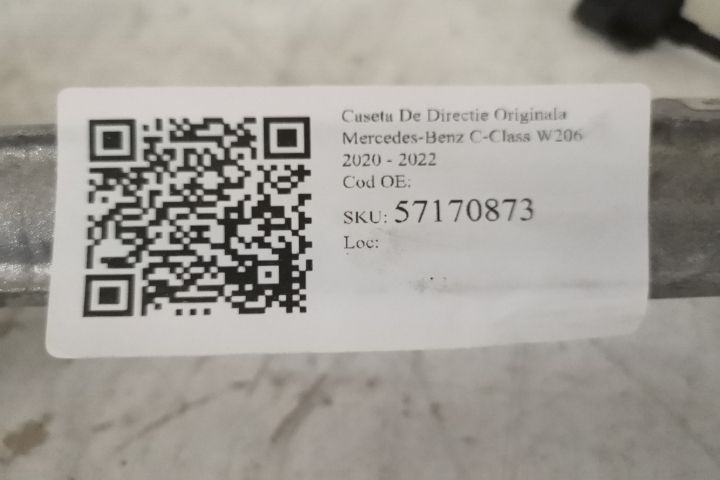 Caseta De Directie Originala
Mercedes-Benz C-Class W206
2020 - 2022
Cod OE:
SKU: 57170873
Loc: